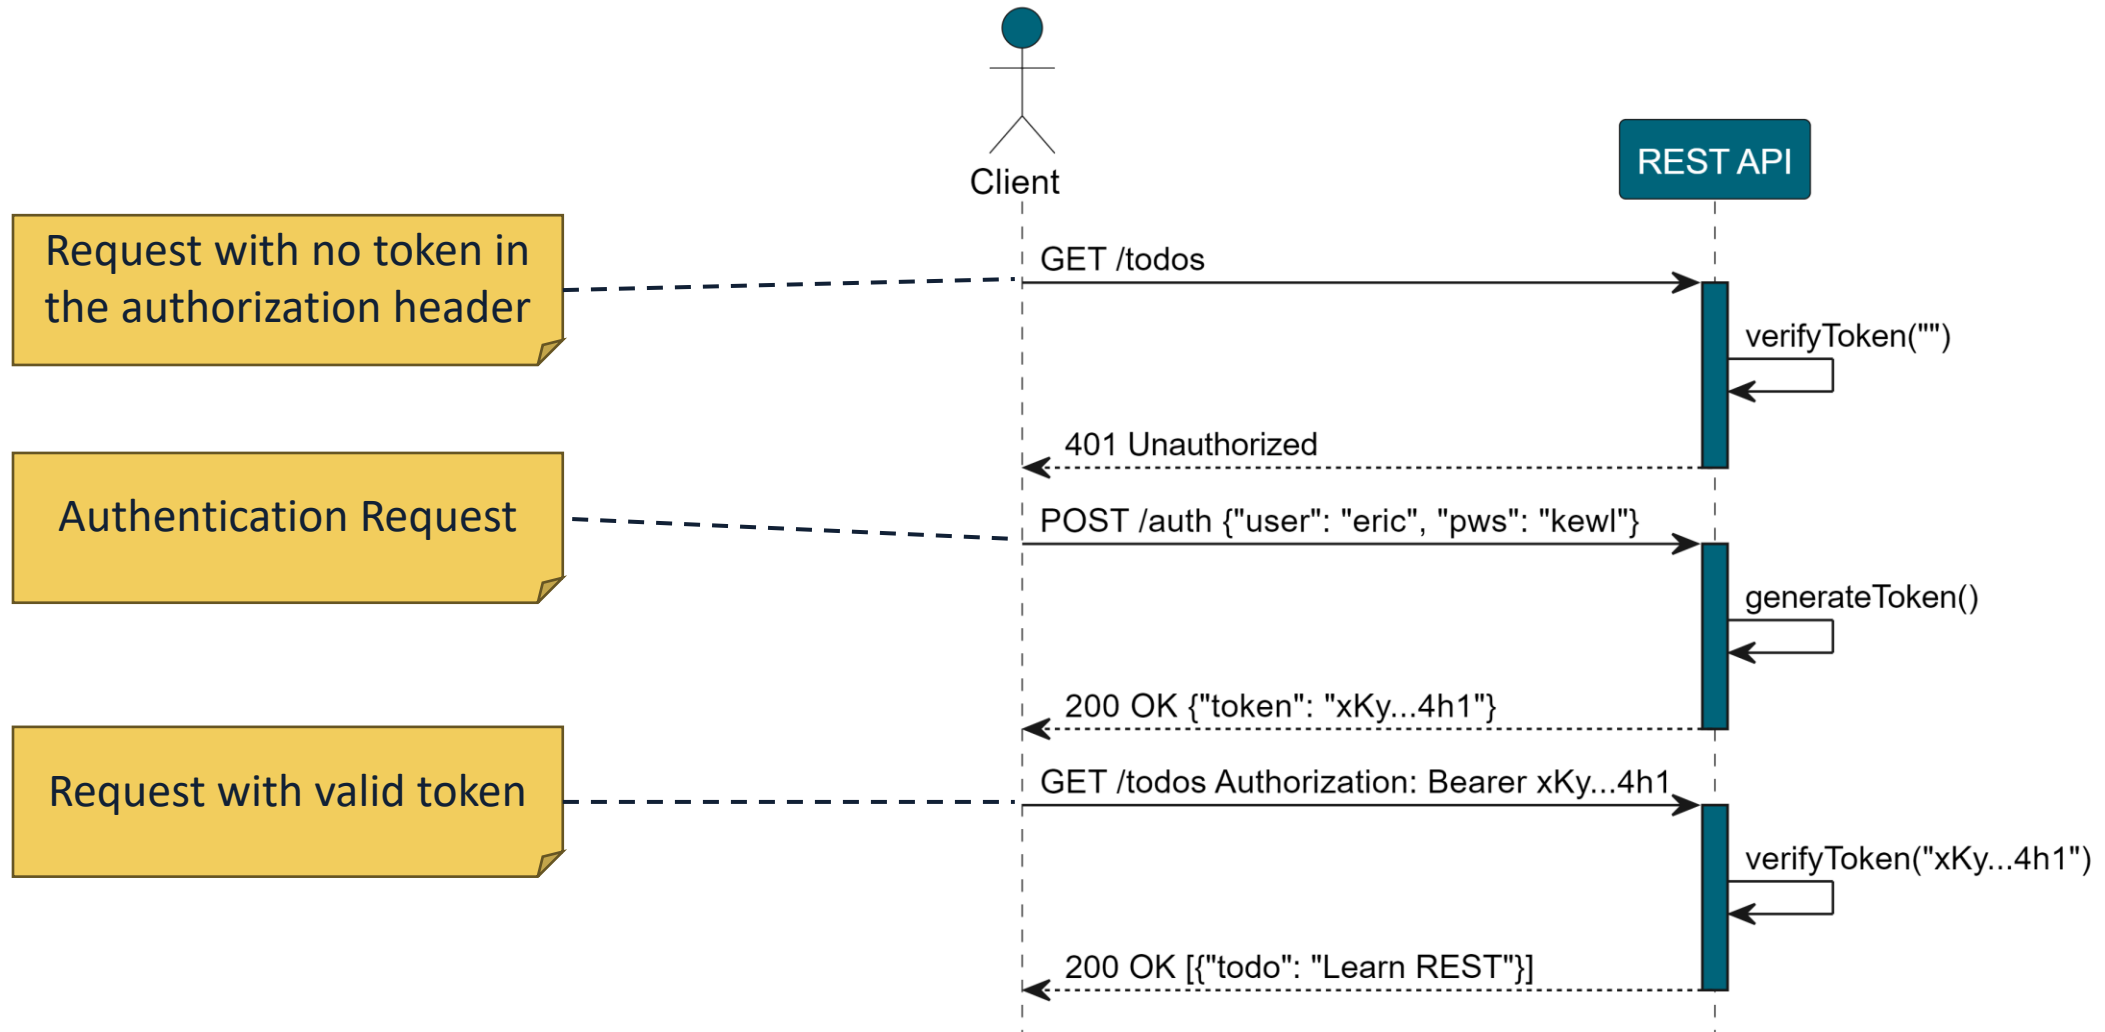 Client
REST API
Request with no token in
the authorization header
GET /todos
verifyToken("")
401 Unauthorized
Authentication Request
POST /auth {"user": "eric", "pws": "kewl"}
generateToken()
200 OK {"token": "xKy...4h1"}
Request with valid token
GET /todos Authorization: Bearer xKy...4h1
verifyToken("xKy...4h1")
200 OK [{"todo": "Learn REST"}]